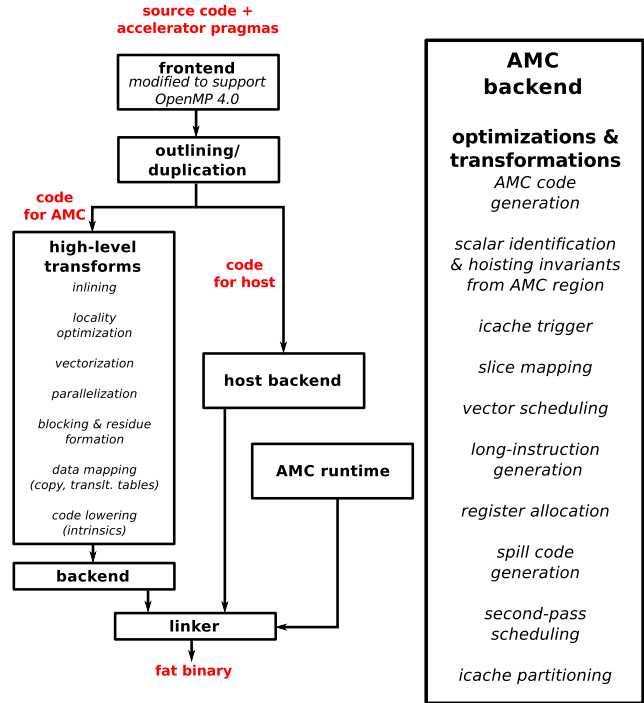 source code +
accelerator pragmas
frontend
modified to support
OpenMP 4.0
outlining/
duplication
code
for AMC
high-level
transforms
inlining
locality
optimization
vectorization
parallelization
blocking & residue
formation
data mapping
(copy, translt. tables)
code lowering
(intrinsics)
backend
code
for host
host backend
AMC runtime
linker
fat binary
AMC
backend
optimizations &
transformations
AMC code
generation
scalar identification
& hoisting invariants
from AMC region
icache trigger
slice mapping
vector scheduling
long-instruction
generation
register allocation
spill code
generation
second-pass
scheduling
icache partitioning